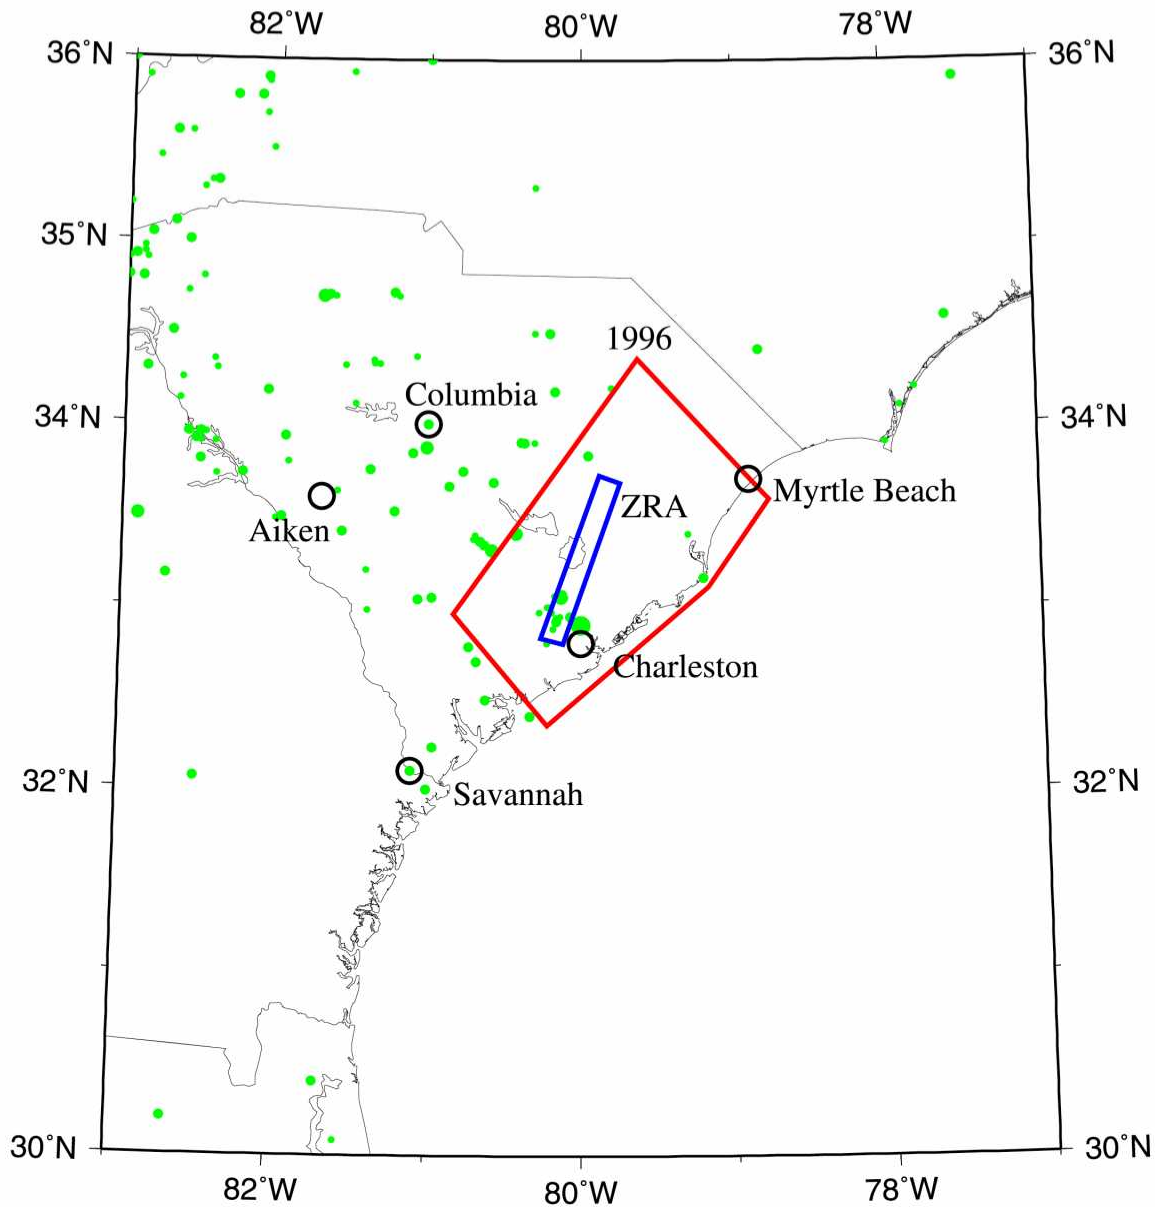 82˚W 80˚W 78˚W
36˚N 36˚N
35˚N
1996
Columbia
34˚N 34˚N
Myrtle Beach
ZRA
Aiken
Charleston
32˚N 32˚N
Savannah
30˚N 30˚N
82˚W 80˚W 78˚W